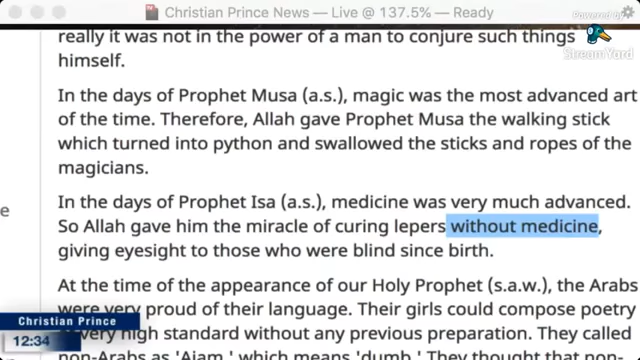 Christian Prince News — Live @ 137.5% — Ready
Powered by
StreamYard
really it was not in the power of a man to conjure such things
himself.
In the days of Prophet Musa (a.s.), magic was the most advanced art
of the time. Therefore, Allah gave Prophet Musa the walking stick
which turned into python and swallowed the sticks and ropes of the
magicians.
In the days of Prophet Isa (a.s.), medicine was very much advanced.
e
So Allah gave him the miracle of curing lepers without medicine,
giving eyesight to those who were blind since birth.
At the time of the appearance of our Holy Prophet (s.a.w.), the Arabs
were very proud of their language. Their girls could compose poetry
Christian Prince
very high standard without any previous preparation. They called
12:34
non-Arabs as 'Ajam,' which means 'dumb.' They thought that non-